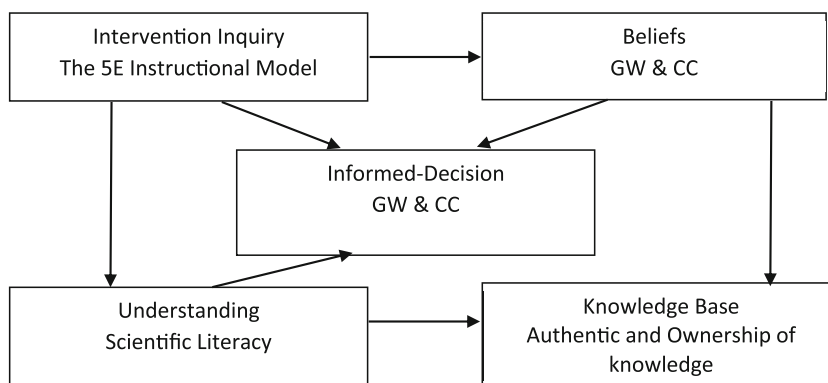 Intervention Inquiry
The 5E Instructional Model
Beliefs
GW & CC
Informed-Decision
GW & CC
Understanding
Scientific Literacy
Knowledge Base
Authentic and Ownership of
knowledge